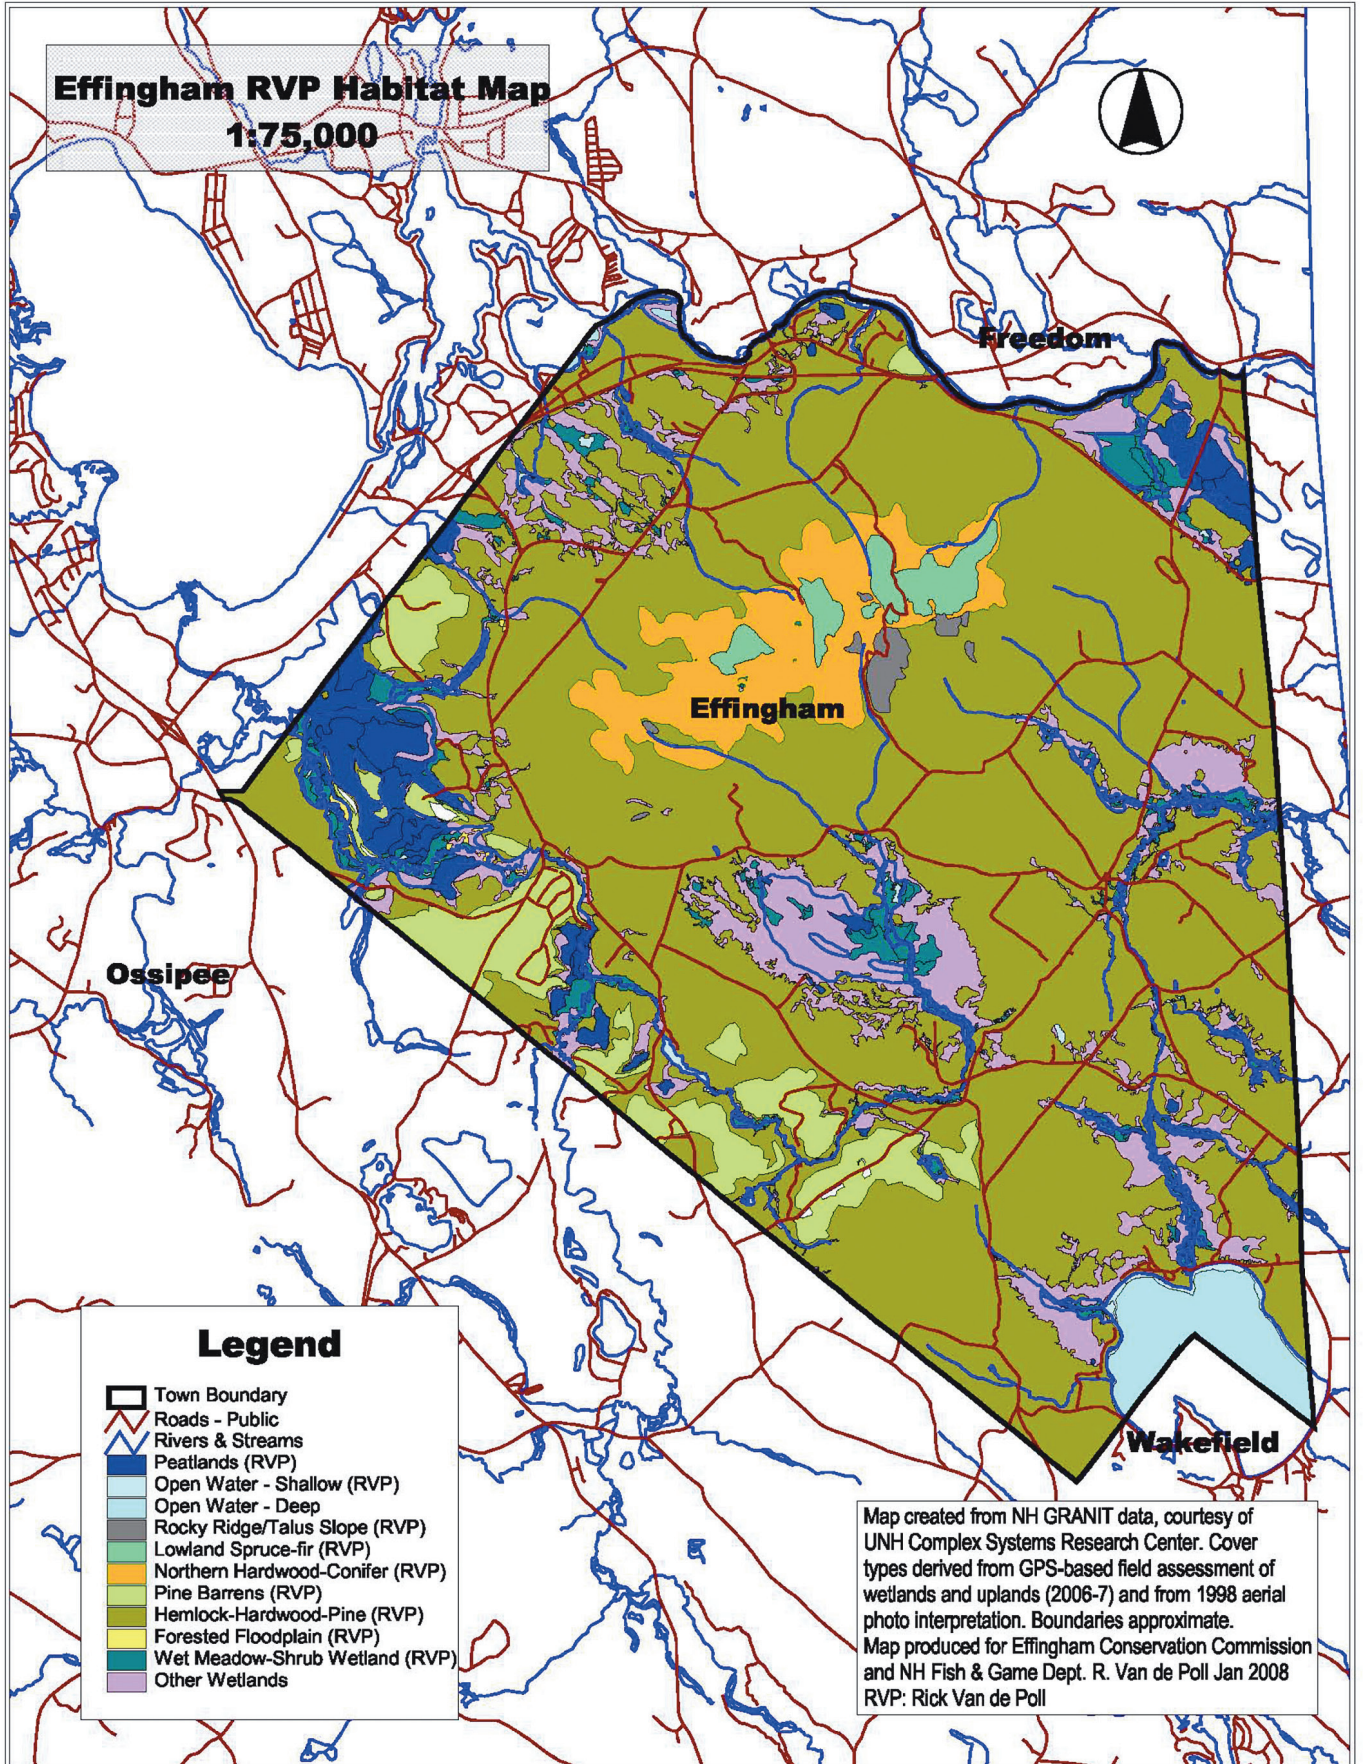 Effingham RVP Habitat Map
1:75,000
Freedom
Effingham
Ossipee
Wakefield
Legend
Town Boundary
Roads - Public
Rivers & Streams
Peatlands (RVP)
Open Water - Shallow (RVP)
Open Water - Deep
Rocky Ridge/Talus Slope (RVP)
Lowland Spruce-fir (RVP)
Northern Hardwood-Conifer (RVP)
Pine Barrens (RVP)
Hemlock-Hardwood-Pine (RVP)
Forested Floodplain (RVP)
Wet Meadow-Shrub Wetland (RVP)
Other Wetlands
Map created from NH GRANIT data, courtesy of
UNH Complex Systems Research Center. Cover
types derived from GPS-based field assessment of
wetlands and uplands (2006-7) and from 1998 aerial
photo interpretation. Boundaries approximate.
Map produced for Effingham Conservation Commission
and NH Fish & Game Dept. R. Van de Poll Jan 2008
RVP: Rick Van de Poll